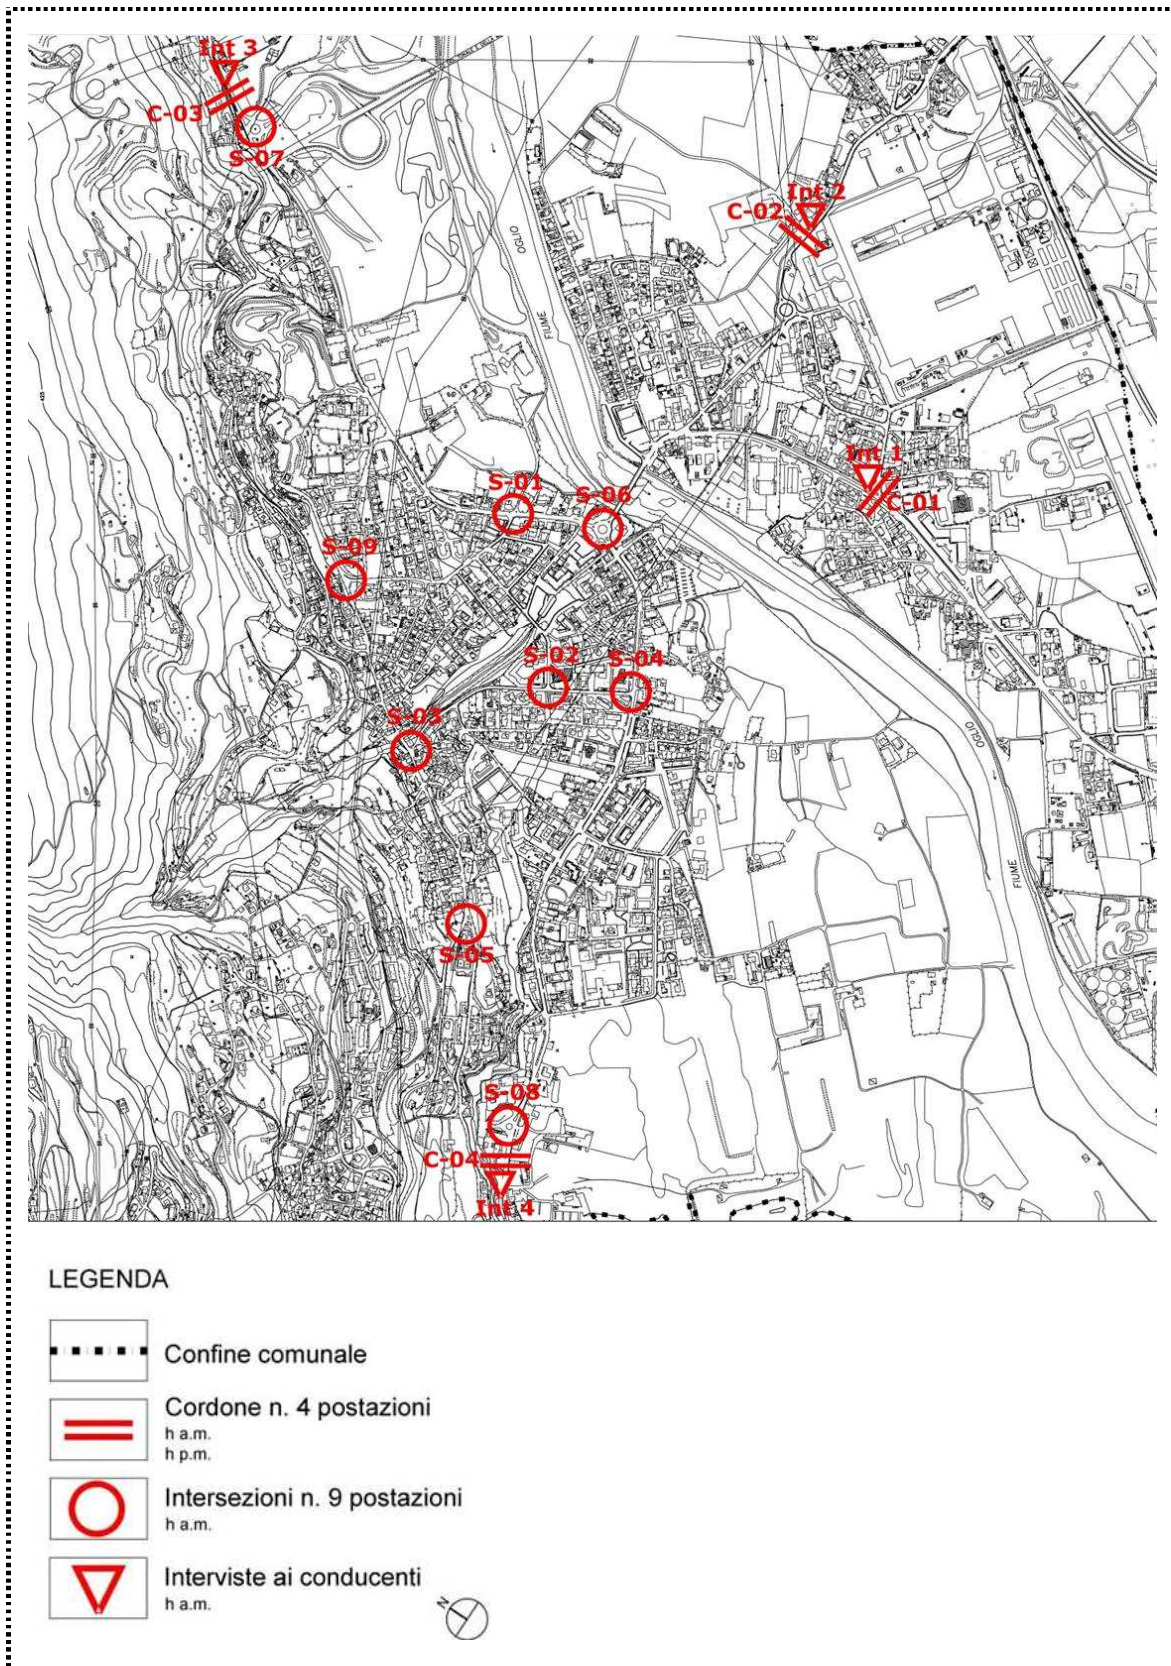 Int 3
C-03
S-07
Int 2
C-02
OGLIO
FIUME
Int 1
C-01
S-01
S-06
S-09
S-02
S-04
S-03
OGLIO
FIUME
S-05
S-08
C-04
Int 4
LEGENDA
Confine comunale
Cordone n. 4 postazioni
h a.m.
h p.m.
Intersezioni n. 9 postazioni
h a.m.
Interviste ai conducenti
h a.m.
N